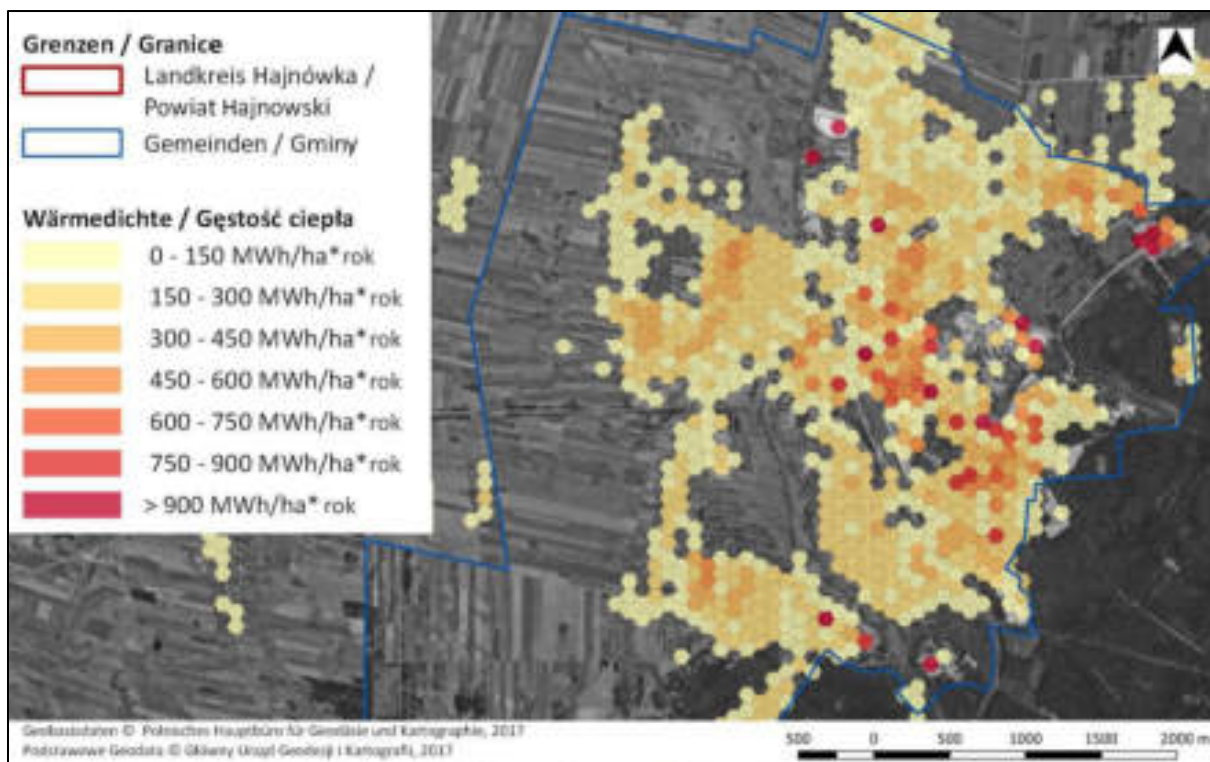 Grenzen / Granice
Landkreis Hajnówka /
Powiat Hajnowski
Gemeinden / Gminy
Wärmedichte / Gęstość ciepła
0 - 150 MWh/ha*rok
150 - 300 MWh/ha*rok
300 - 450 MWh/ha*rok
450 - 600 MWh/ha*rok
600 - 750 MWh/ha*rok
750 - 900 MWh/ha*rok
> 900 MWh/ha* rok
Geobasisdaten © Polnisches Hauptbüro für Geodäsie und Kartographie, 2017
Podstawowe Geodata © Główny Urząd Geodezji i Kartografii, 2017
500 0 500 1000 1500 2000 m